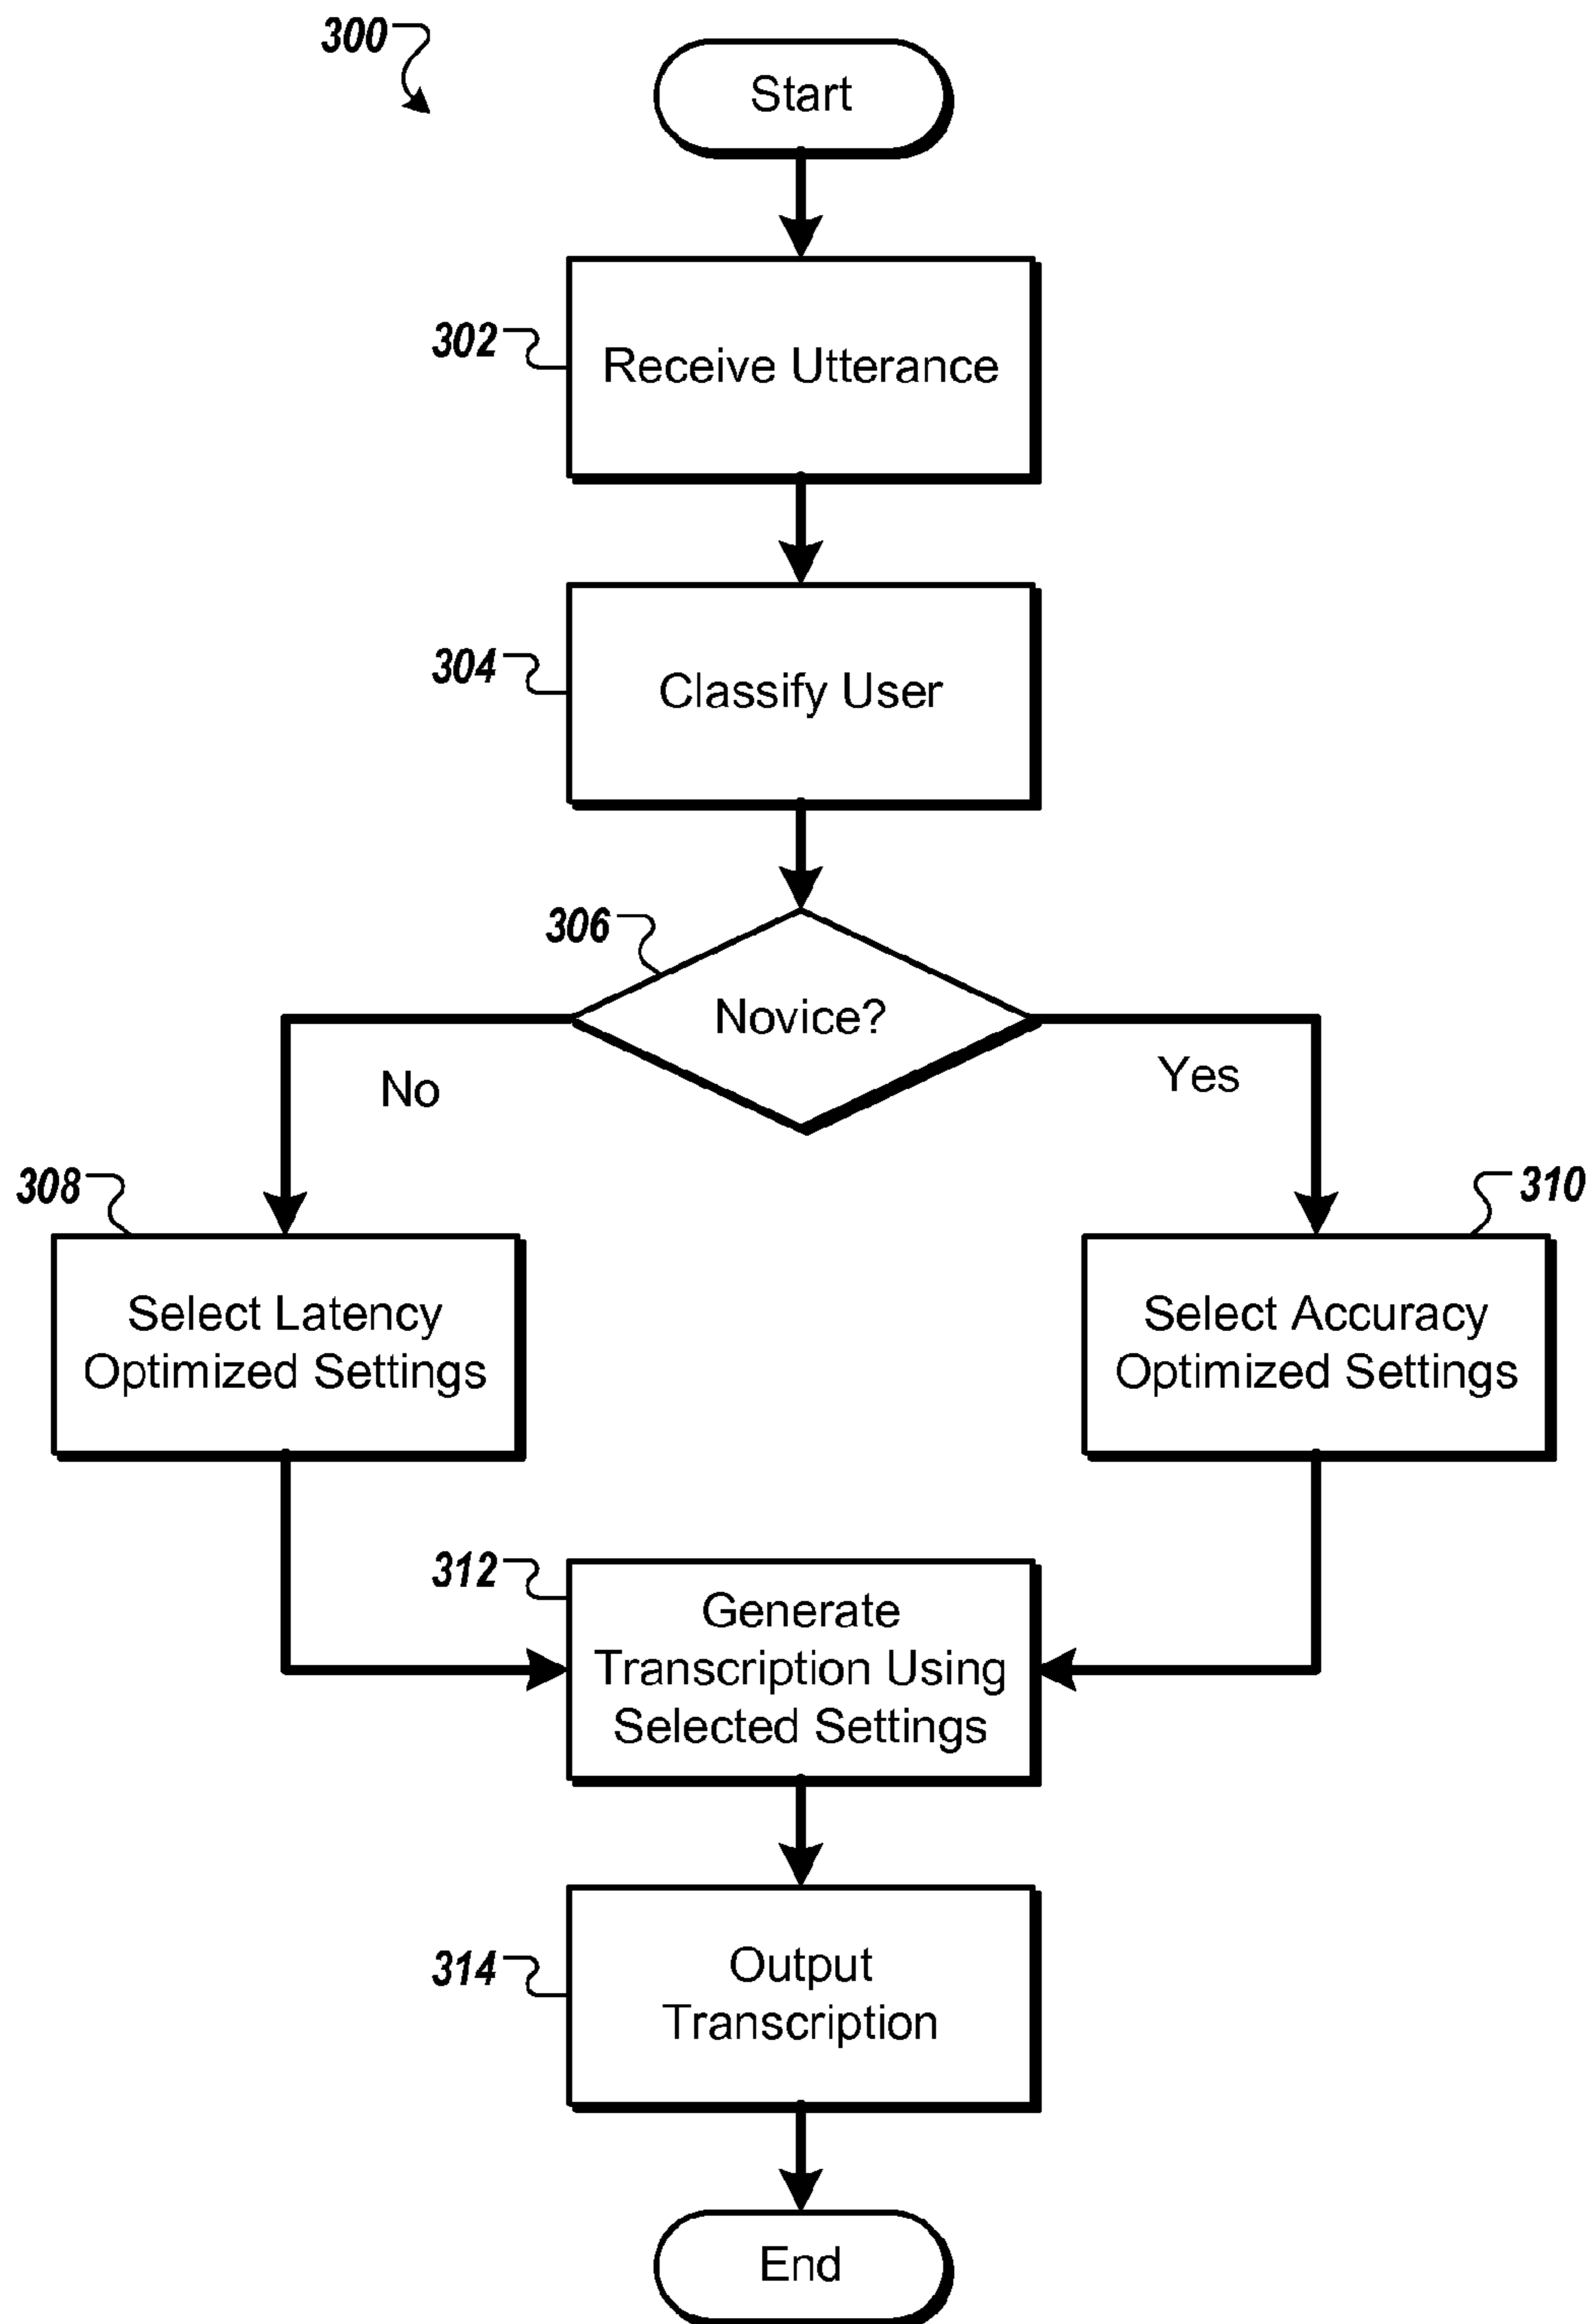 300
Start
302
Receive Utterance
304
Classify User
306
Novice?
No
Yes
308
Select Latency
Optimized Settings
310
Select Accuracy
Optimized Settings
312
Generate
Transcription Using
Selected Settings
314
Output
Transcription
End